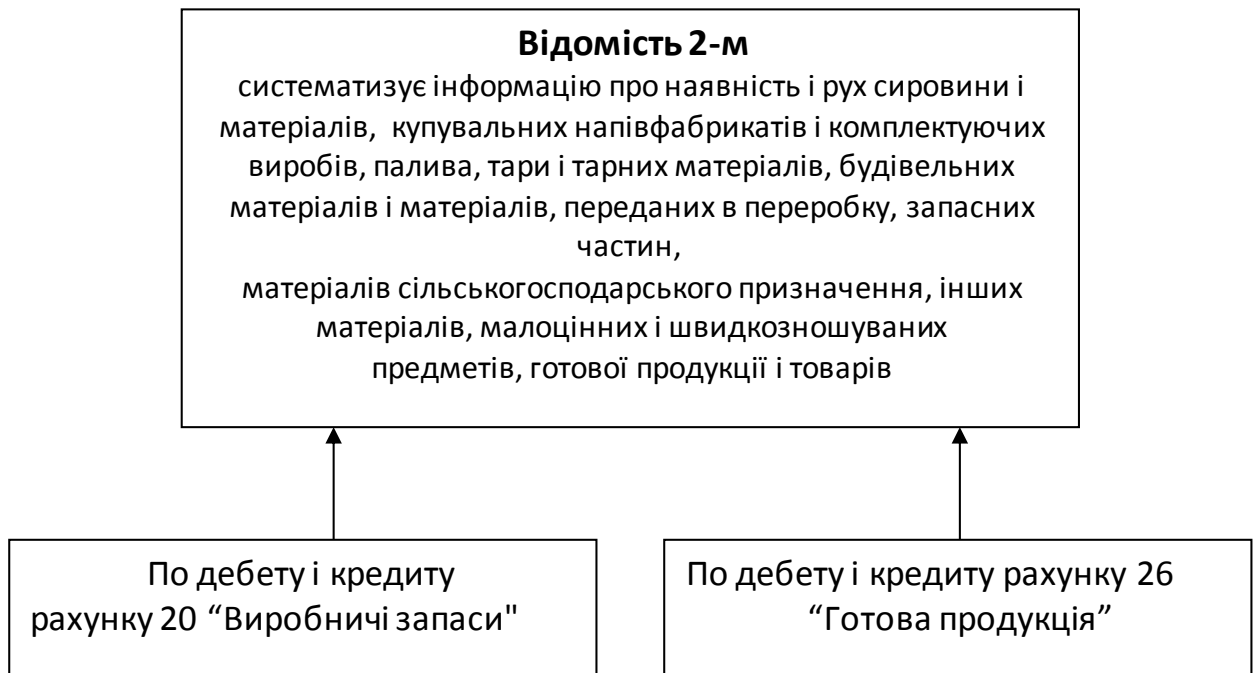 Відомість 2-м
систематизує інформацію про наявність і рух сировини і
матеріалів, купувальних напівфабрикатів і комплектуючих
виробів, палива, тари і тарних матеріалів, будівельних
матеріалів і матеріалів, переданих в переробку, запасних
частин,
матеріалів сільськогосподарського призначення, інших
матеріалів, малоцінних і швидкозношуваних
предметів, готової продукції і товарів
По дебету і кредиту
рахунку 20 “Виробничі запаси"
По дебету і кредиту рахунку 26
“Готова продукція”